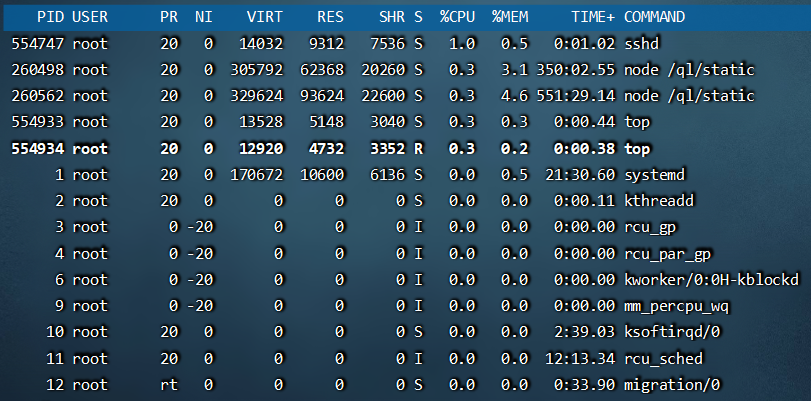 PID USER PR NI VIRT RES SHR S %CPU %MEM TIME+ COMMAND
554747 root 20 0 14032 9312 7536 S 1.0 0.5 0:01.02 sshd
260498 root 20 0 305792 62368 20260 S 0.3 3.1 350:02.55 node /ql/static
260562 root 20 0 329624 93624 22600 S 0.3 4.6 551:29.14 node /ql/static
554933 root 20 0 13528 5148 3040 S 0.3 0.3 0:00.44 top
554934 root 20 0 12920 4732 3352 R 0.3 0.2 0:00.38 top
1 root 20 0 170672 10600 6136 S 0.0 0.5 21:30.60 systemd
2 root 20 0 0 0 0 S 0.0 0.0 0:00.11 kthreadd
3 root 0 -20 0 0 0 I 0.0 0.0 0:00.00 rcu_gp
4 root 0 -20 0 0 0 I 0.0 0.0 0:00.00 rcu_par_gp
6 root 0 -20 0 0 0 I 0.0 0.0 0:00.00 kworker/0:0H-kblockd
9 root 0 -20 0 0 0 I 0.0 0.0 0:00.00 mm_percpu_wq
10 root 20 0 0 0 0 S 0.0 0.0 2:39.03 ksoftirqd/0
11 root 20 0 0 0 0 I 0.0 0.0 12:13.34 rcu_sched
12 root rt 0 0 0 0 S 0.0 0.0 0:33.90 migration/0